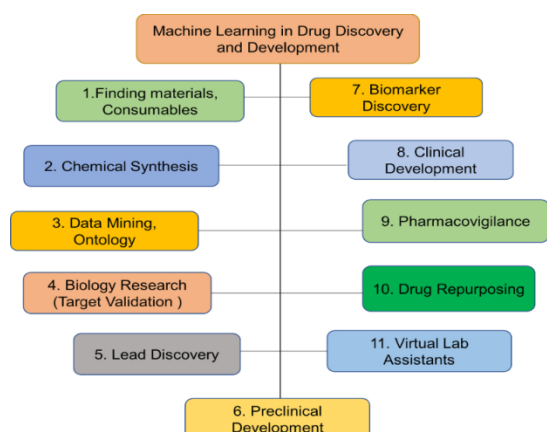 Machine Learning in Drug Discovery
and Development
1.Finding materials,
Consumables
2. Chemical Synthesis
3. Data Mining,
Ontology
4. Biology Research
(Target Validation )
5. Lead Discovery
6. Preclinical
Development
7. Biomarker
Discovery
8. Clinical
Development
9. Pharmacovigilance
10. Drug Repurposing
11. Virtual Lab
Assistants